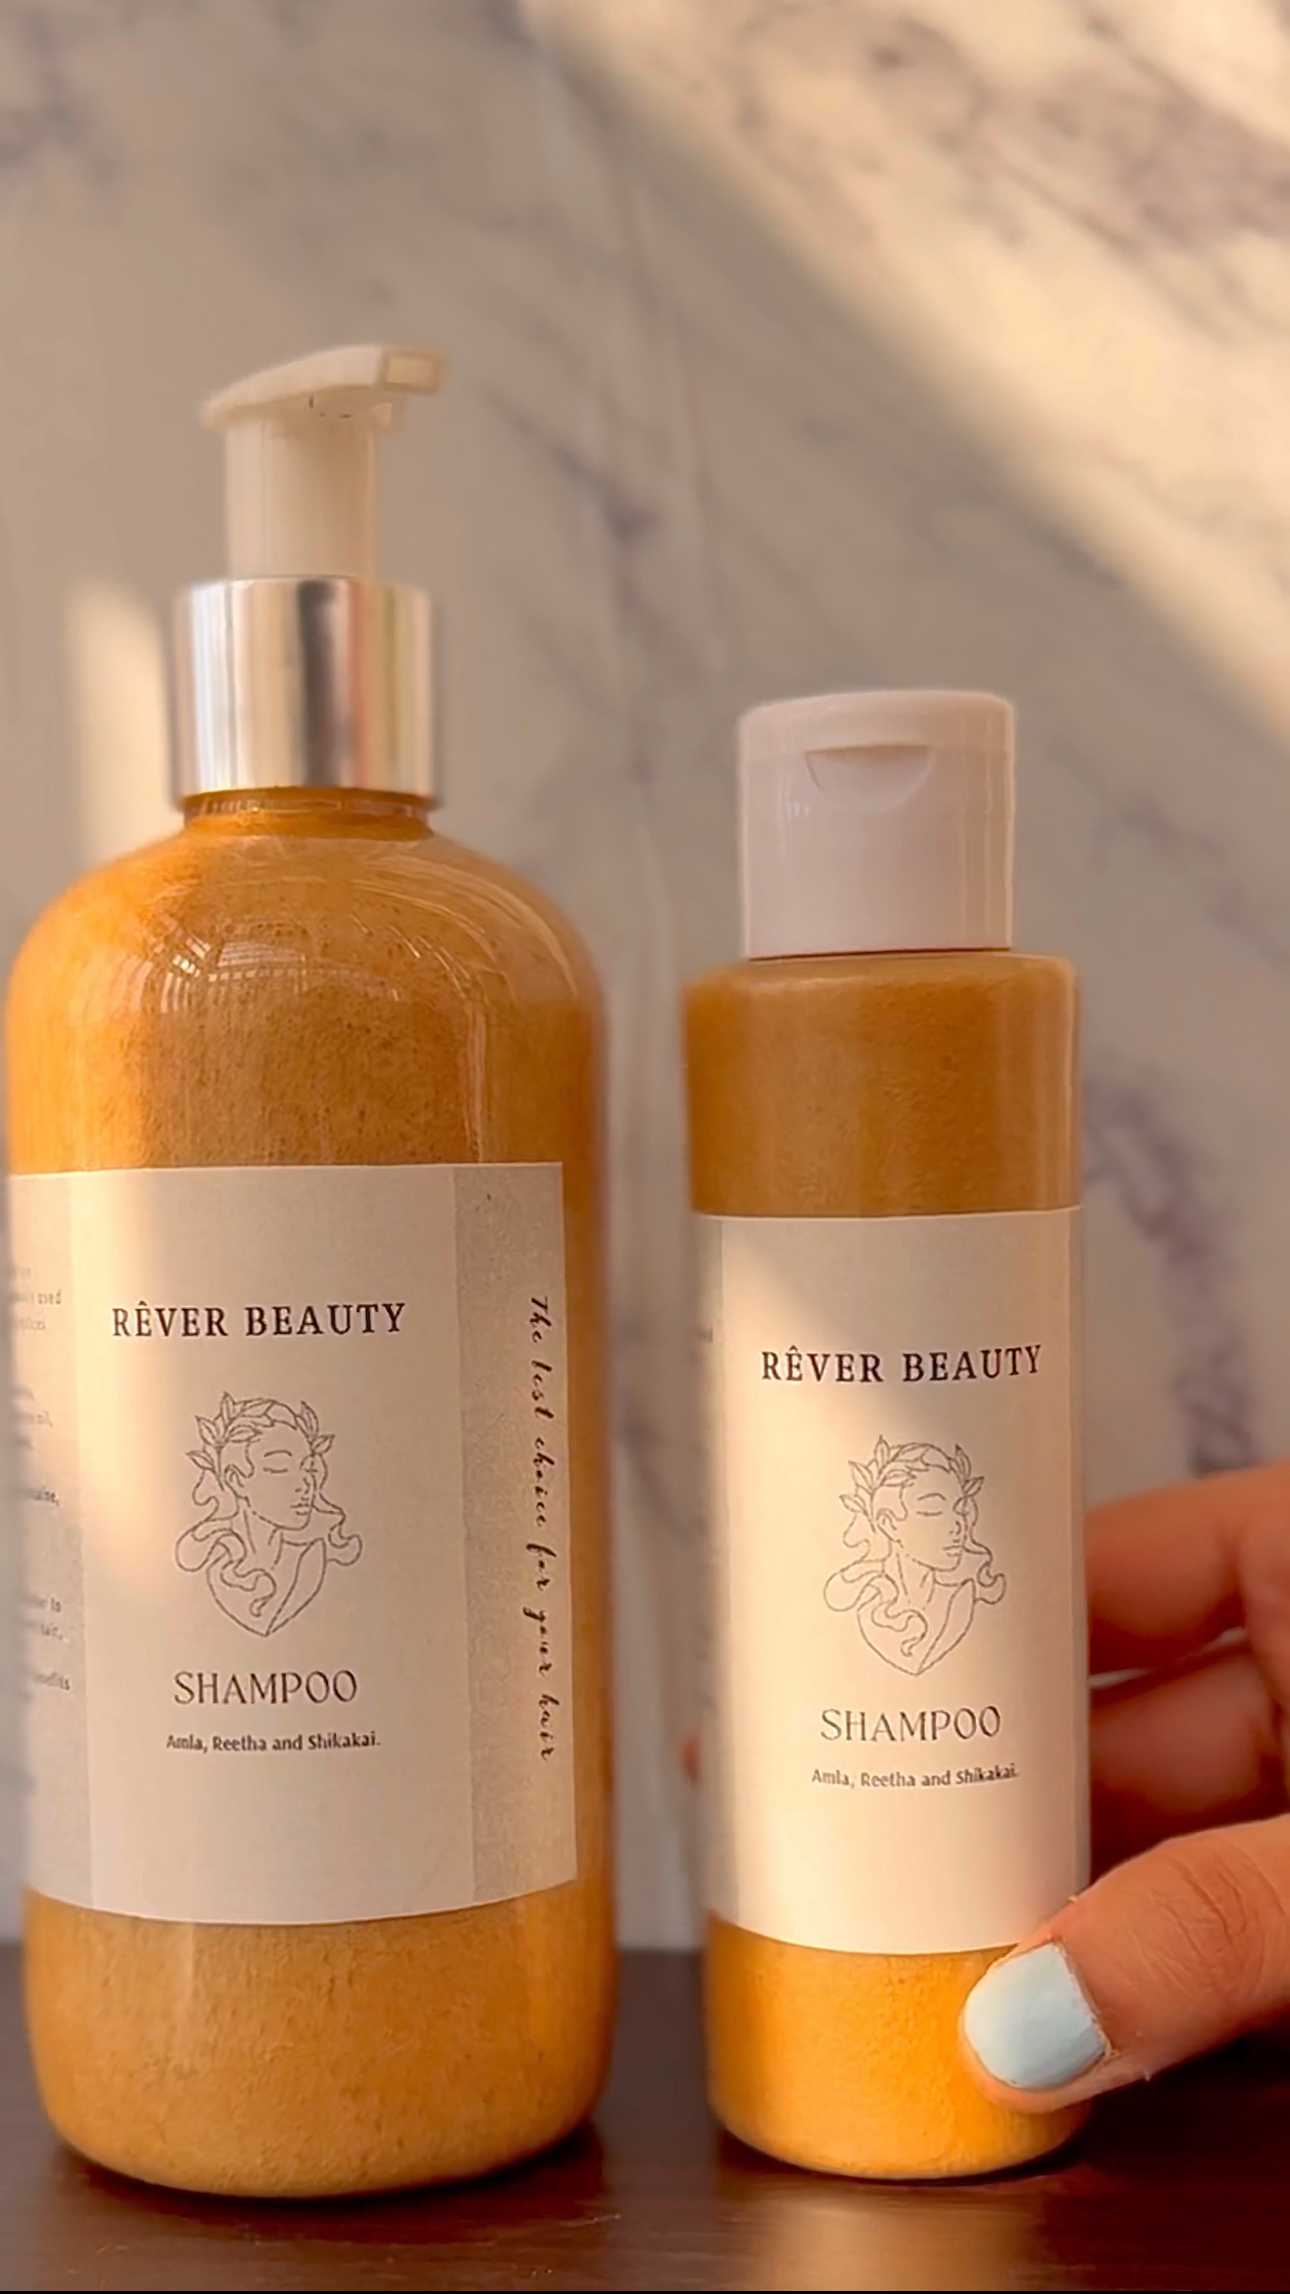 used
RÊVER BEAUTY
SHAMPOO
Amla, Reetha and Shikakai.
The best choice for your hair
RÊVER BEAUTY
SHAMPOO
Amla, Reetha and Shikakai.